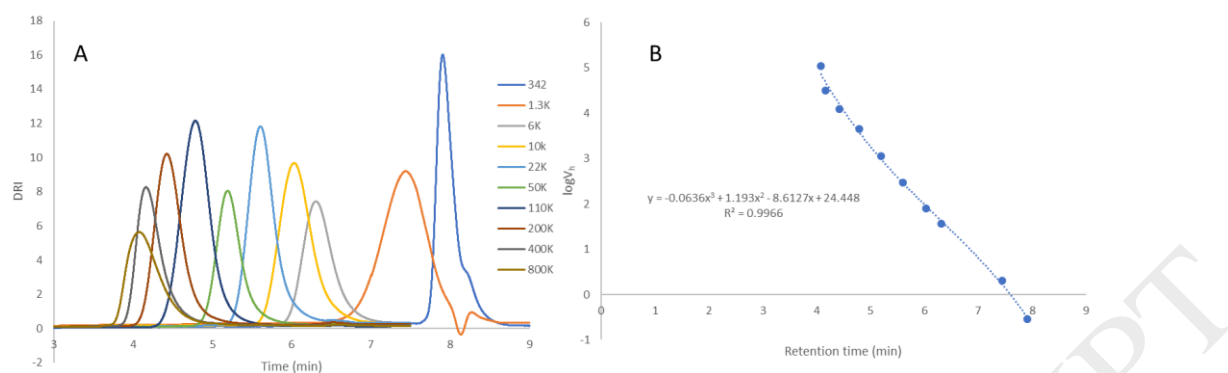 A
DRI
18
16
14
12
10
8
6
4
2
0
-2
3
4
5
6
7
8
9
Time (min)
342
1.3K
6K
10k
22K
50K
110K
200K
400K
800K
B
logVh
6
5
4
3
2
1
0
-1
0
1
2
3
4
5
6
7
8
9
y = -0.0636x³ + 1.193x² - 8.6127x + 24.448
R² = 0.9966
Retention time (min)